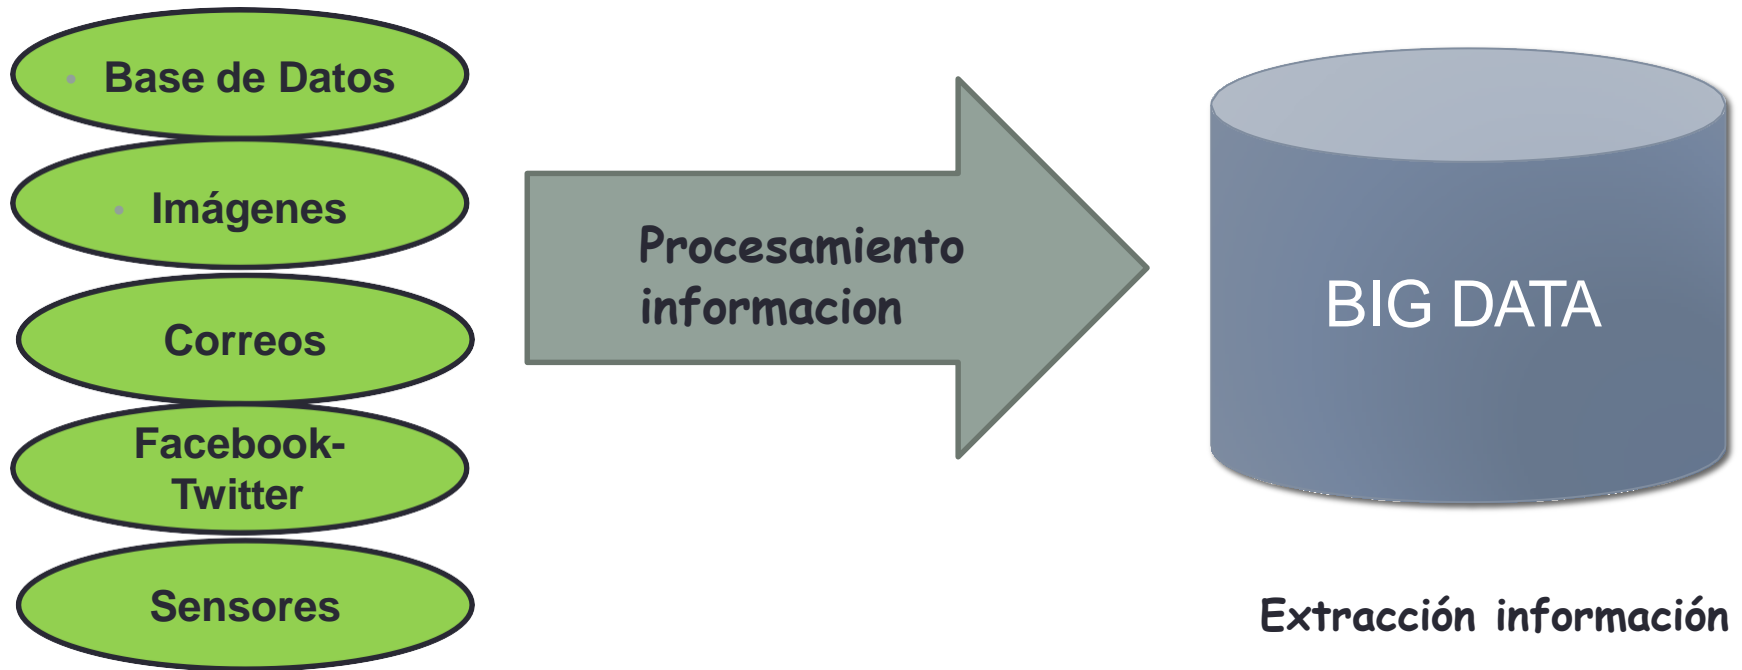 Base de Datos
Imágenes
Correos
Facebook-
Twitter
Sensores
Procesamiento
informacion
BIG DATA
Extracción información